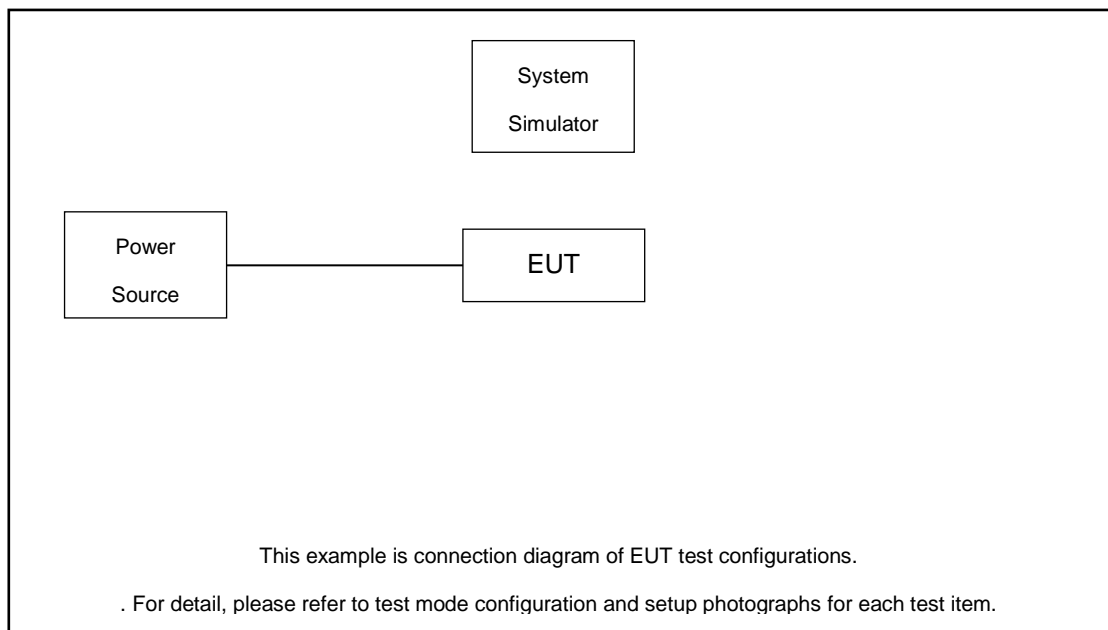 System
Simulator
Power
Source
EUT
This example is connection diagram of EUT test configurations.
. For detail, please refer to test mode configuration and setup photographs for each test item.